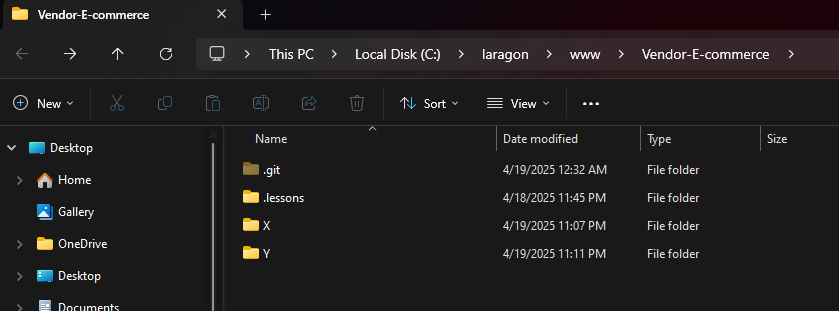 Vendor-E-commerce
This PC Local Disk (C:) laragon www Vendor-E-commerce
New Sort View
Name Date modified Type Size
Desktop
Home
Gallery
OneDrive
Desktop
Documents
.git 4/19/2025 12:32 AM File folder
.lessons 4/18/2025 11:45 PM File folder
X 4/19/2025 11:07 PM File folder
Y 4/19/2025 11:11 PM File folder